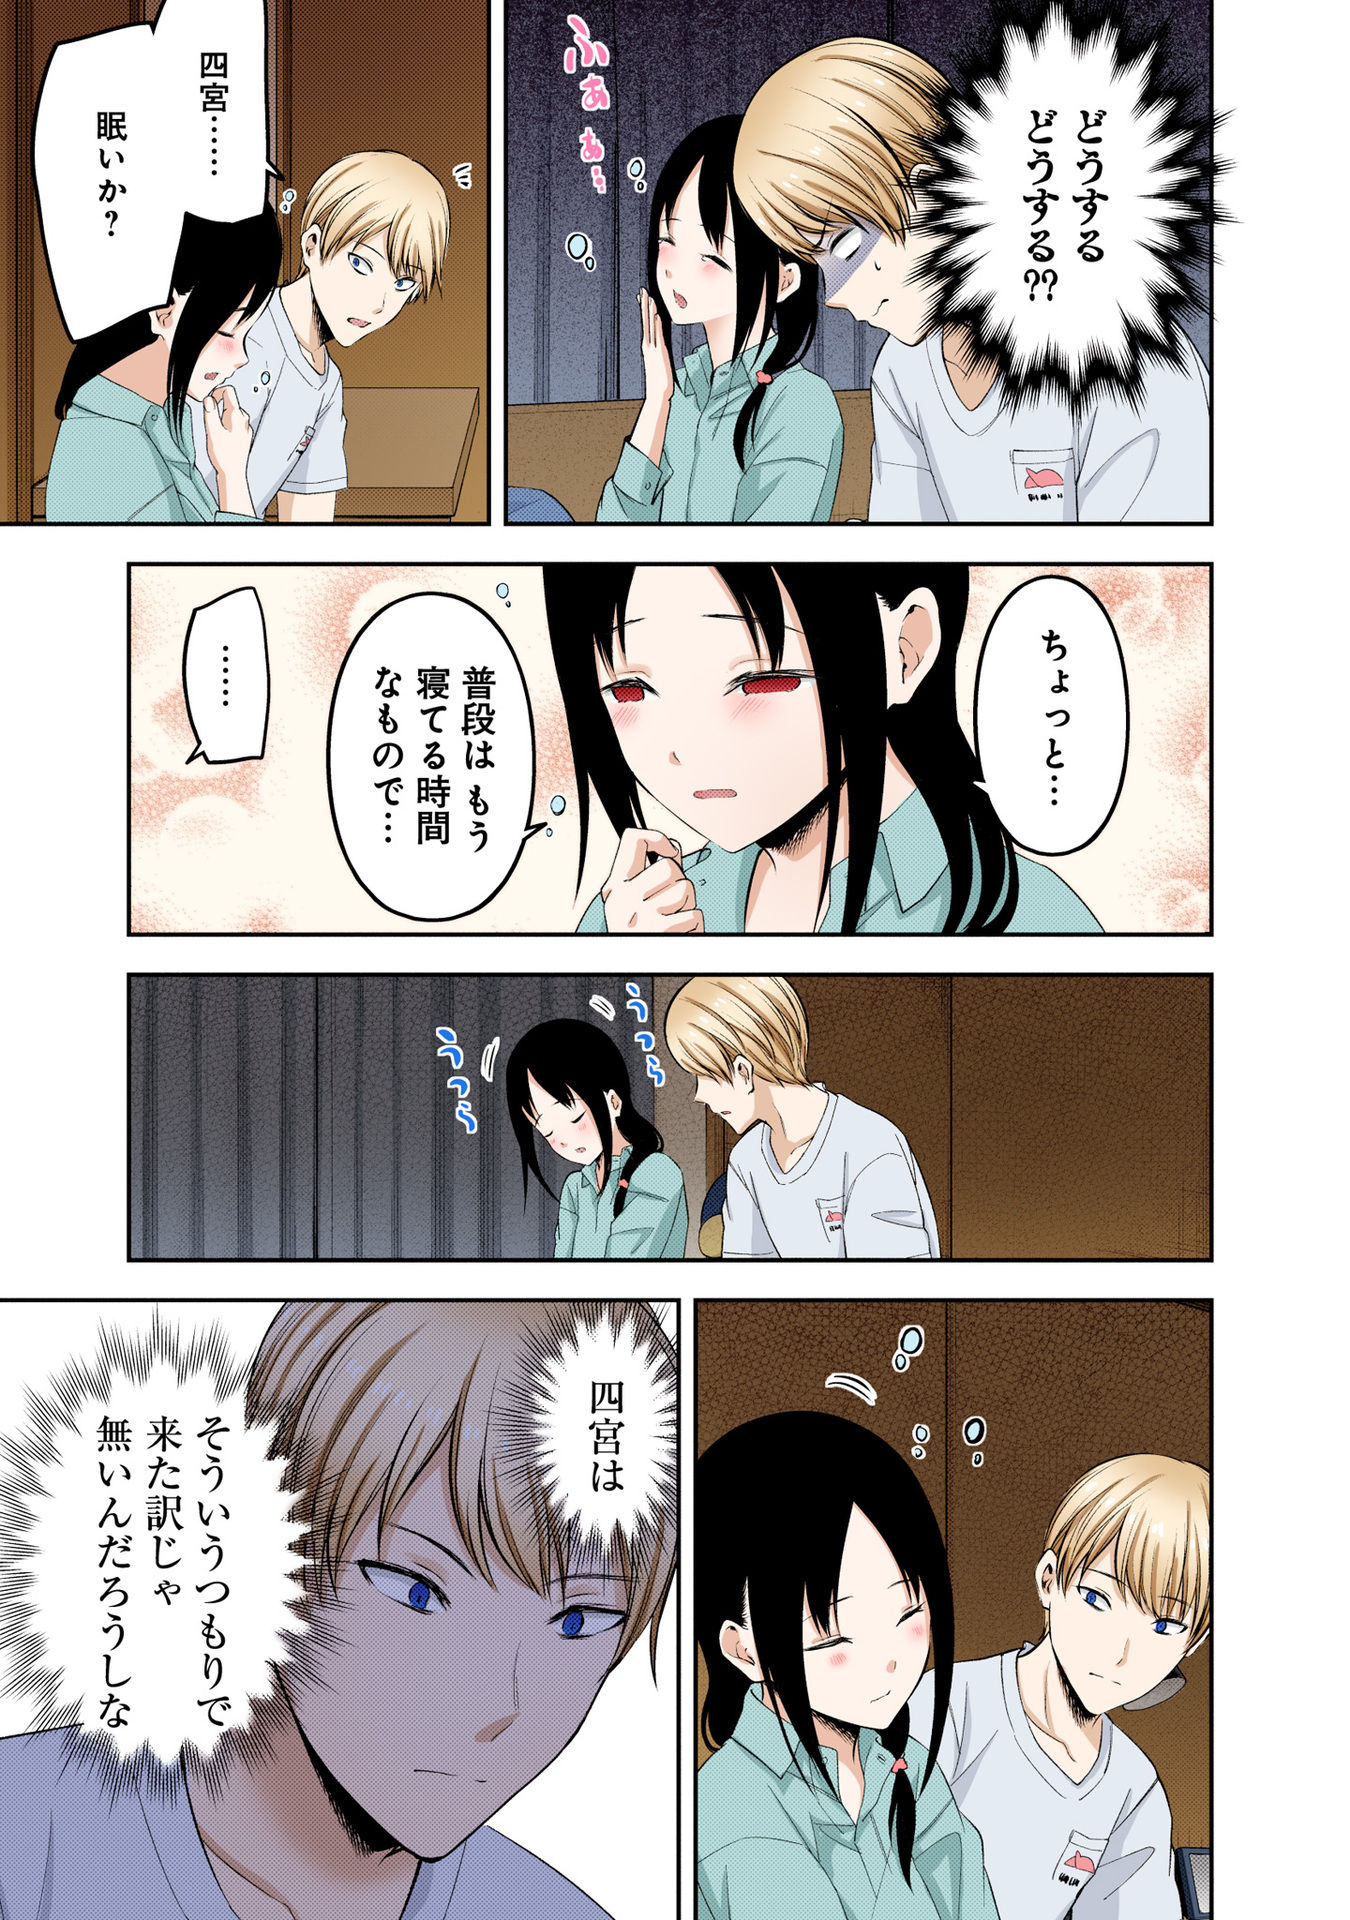 どうする
どうする??
ふぁぁ…
四宮……
眠いか?
ちょっと…
普段は もう
寝てる時間
なもので…
……
うつら
うつら
四宮は
そういうつもりで
来た訳じゃ
無いんだろうしな